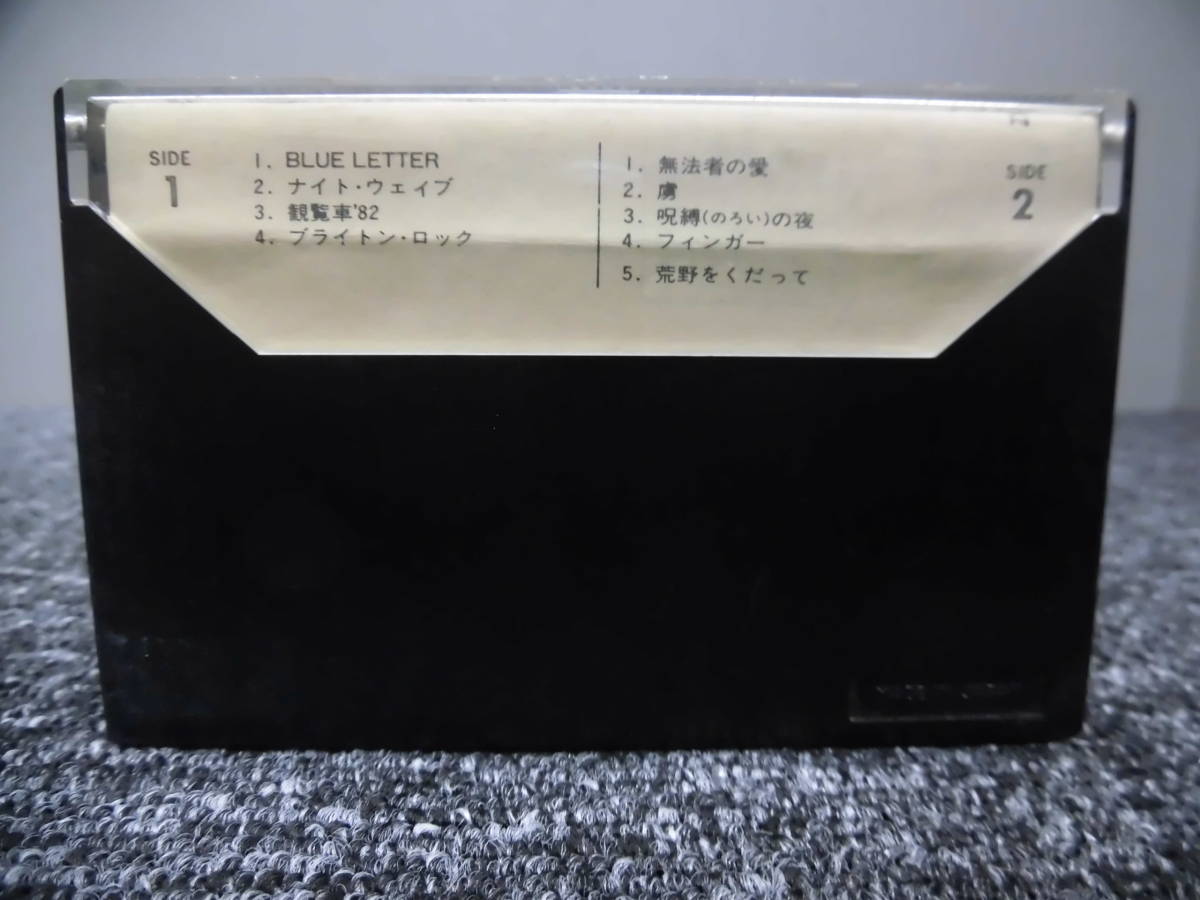 SIDE
1
1. BLUE LETTER
2. ナイト・ウェイブ
3. 観覧車'82
4. ブライトン・ロック
1. 無法者の愛
2. 虜
3. 呪縛(のろい)の夜
4. フィンガー
5. 荒野をくだって
SIDE
2